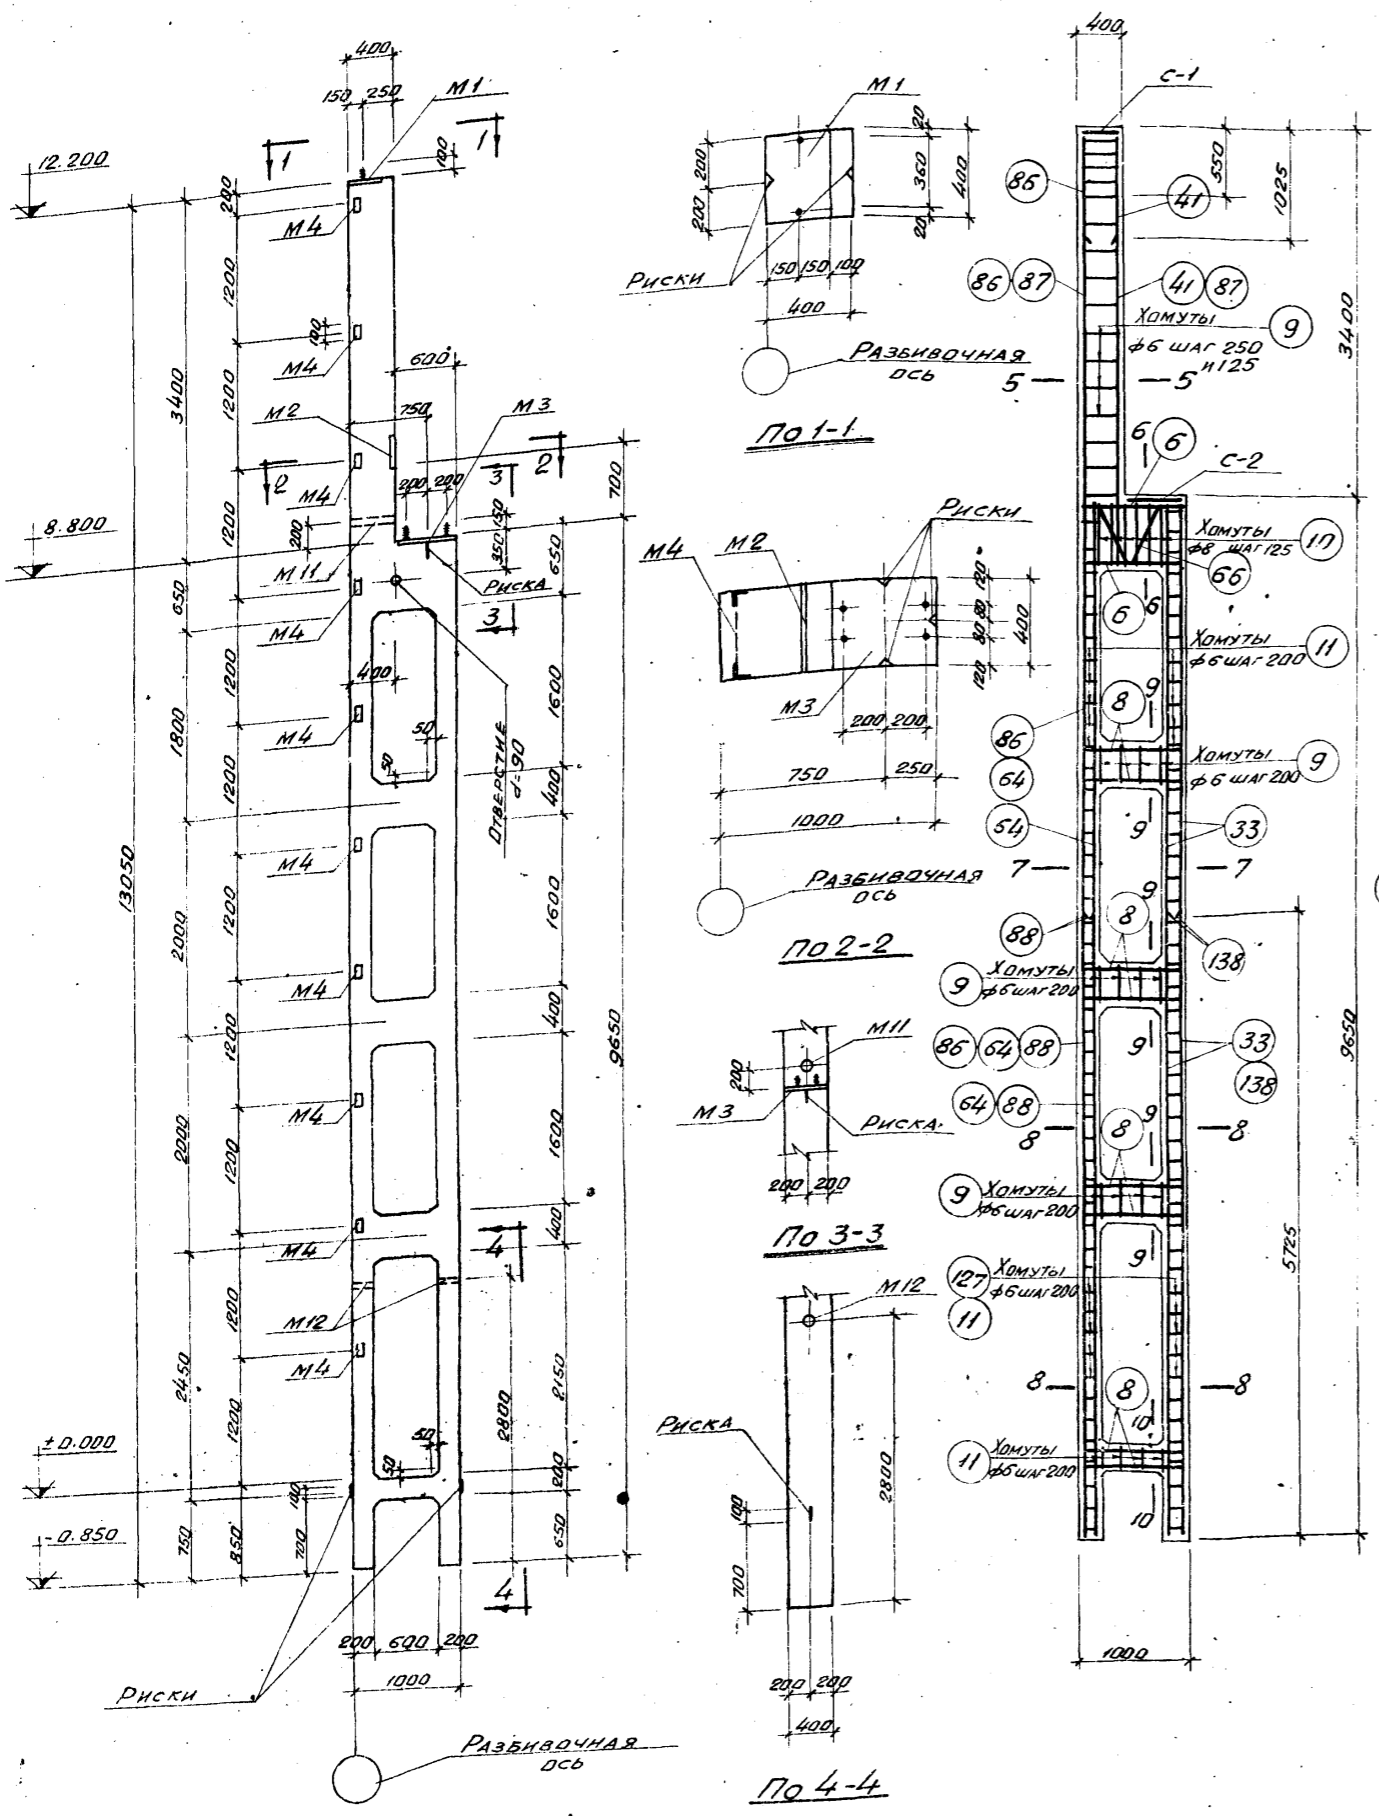 400
150
250
М1
1
1
100
12.200
200
М4
1200
100
М4
3400
1200
600
750
М2
М3
2
М4
2
3
200
200
700
8.800
1200
200
150
350
М11
Риска
650
650
М4
3
400
1200
1600
50
50
М4
1800
Отверстие
d=90
1200
400
М4
13050
1200
1600
2000
М4
400
9650
1200
М4
2000
1200
1600
400
М4
4
1200
М12
М4
2450
1200
2150
2800
50
50
±0.000
100
200
-0.850
750
850
700
650
4
200
600
200
1000
Риски
Разбивочная
ось
М1
20
200
360
400
200
20
Риски
150
150
100
400
Разбивочная
ось
По 1-1
Риски
М4
М2
120
80
80
120
400
М3
200
200
750
250
1000
Разбивочная
ось
По 2-2
М11
200
М3
Риска
200
200
По 3-3
М12
Риска
2800
100
700
200
200
400
По 4-4
400
С-1
550
1025
86
41
86
87
41
87
3400
Хомуты
9
ф6 шаг 250
и 125
5
5
6
6
С-2
Хомуты
10
ф8 шаг 125
66
6
6
Хомуты
11
ф6 шаг 200
9
8
86
Хомуты
9
ф6 шаг 200
64
54
9
33
7
7
9
8
88
138
9
Хомуты
ф6 шаг 200
86
64
88
9
33
9650
138
64
88
9
8
8
8
9
Хомуты
ф6 шаг 200
9
5725
127
Хомуты
ф6 шаг 200
11
8
8
8
10
11
Хомуты
ф6 шаг 200
10
1000